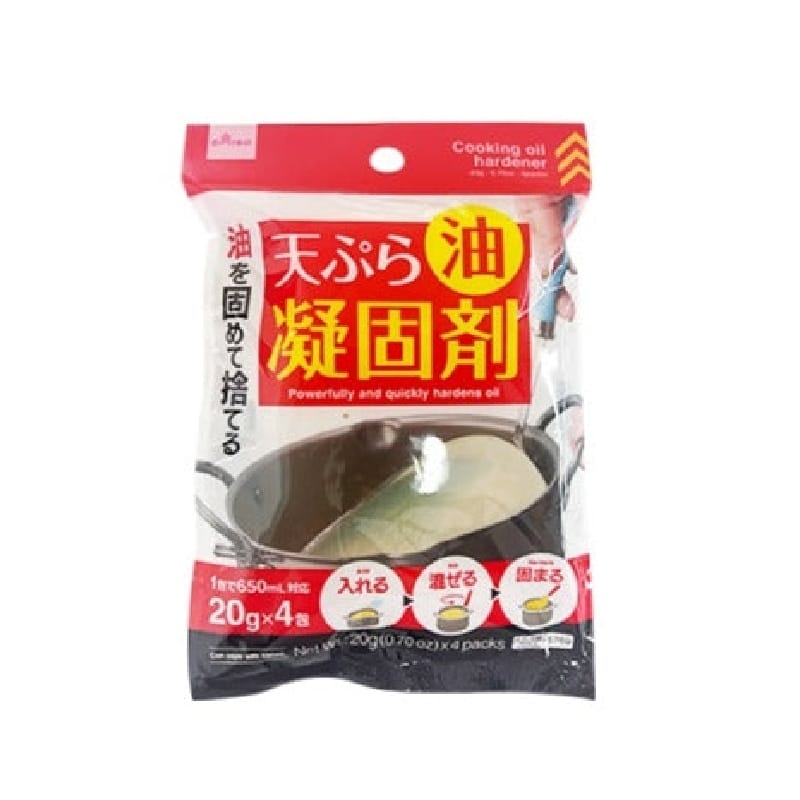 DAISO
Cooking oil
hardener
天ぷら油
凝固剤
Powerfully and quickly hardens oil
油を固めて捨てる
1包で650mL対応
20g×4包
入れる
混ぜる
固まる
Net Wt.: 20g(0.70 oz)×4 packs